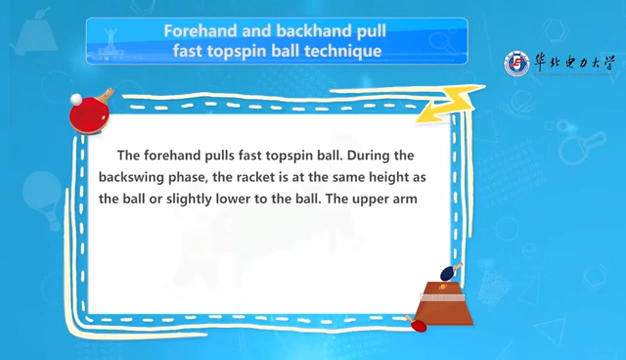 Forehand and backhand pull
fast topspin ball technique
华北电力大学
The forehand pulls fast topspin ball. During the
backswing phase, the racket is at the same height as
the ball or slightly lower to the ball. The upper arm